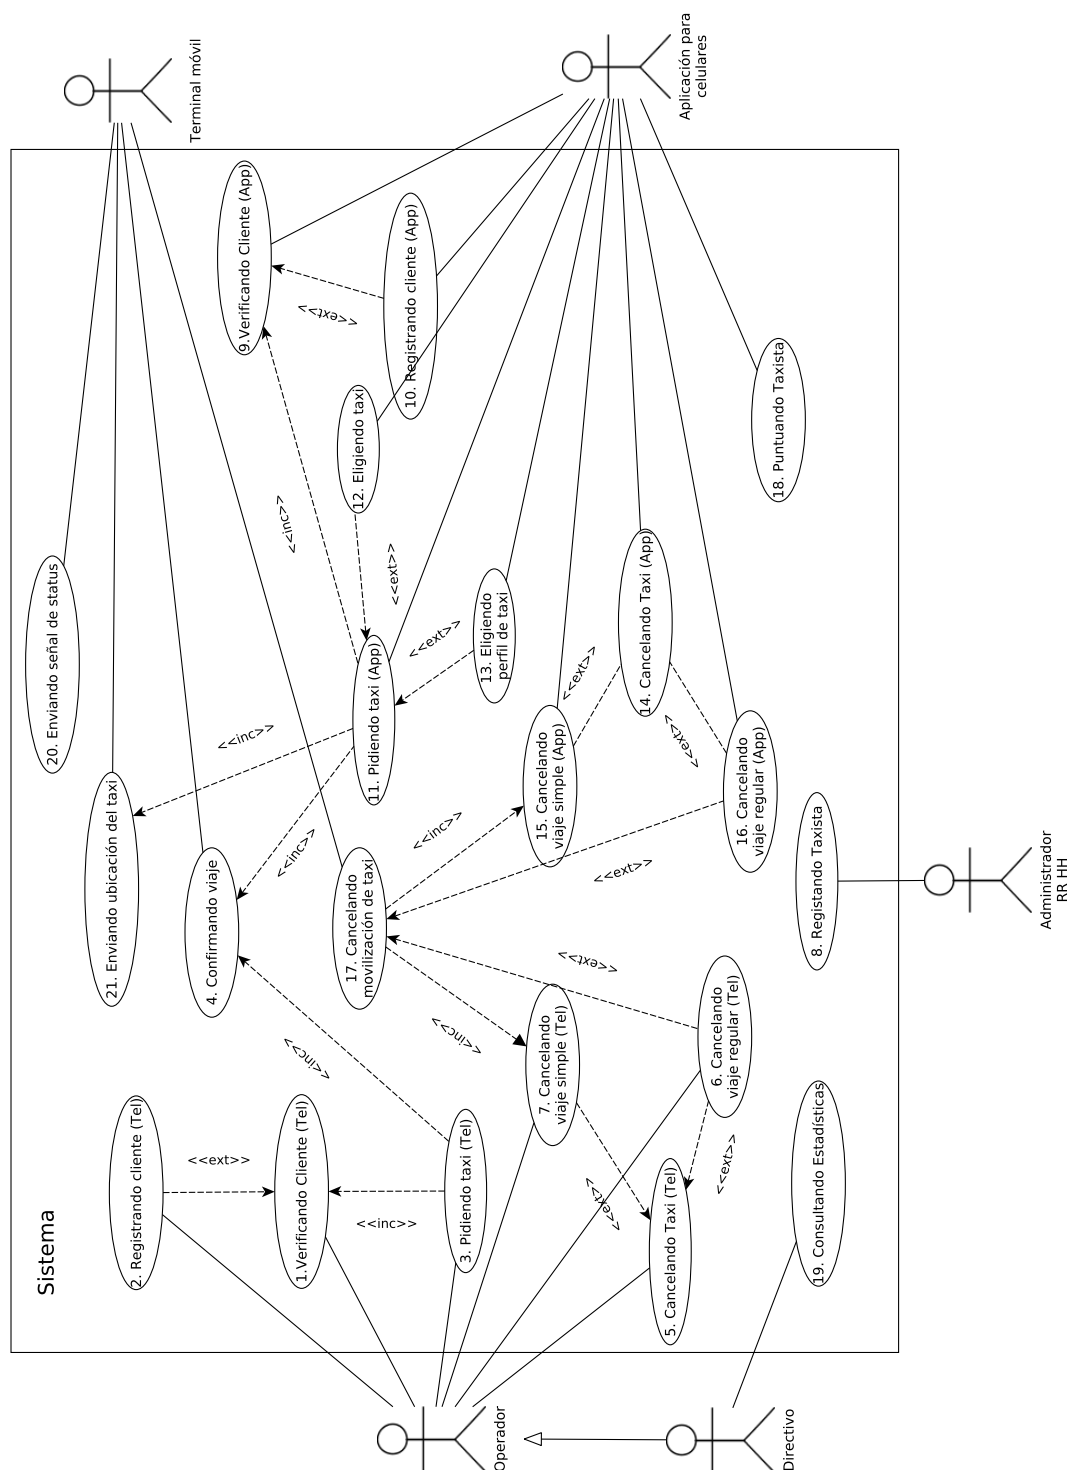 Sistema
Terminal móvil
Aplicación para
celulares
Operador
Directivo
Administrador
RR HH
2. Registrando cliente (Tel)
<<ext>>
1.Verificando Cliente (Tel)
<<inc>>
3. Pidiendo taxi (Tel)
<<inc>>
5. Cancelando Taxi (Tel)
<<ext>>
<<ext>>
19. Consultando Estadísticas
7. Cancelando
viaje simple (Tel)
6. Cancelando
viaje regular (Tel)
<<inc>>
<<ext>>
21. Enviando ubicación del taxi
4. Confirmando viaje
17. Cancelando
movilización de taxi
<<inc>>
<<inc>>
<<inc>>
<<ext>>
8. Registando Taxista
20. Enviando señal de status
11. Pidiendo taxi (App)
15. Cancelando
viaje simple (App)
16. Cancelando
viaje regular (App)
<<ext>>
<<ext>>
14. Cancelando Taxi (App)
13. Eligiendo
perfil de taxi
<<ext>>
<<ext>>
<<inc>>
12. Eligiendo taxi
18. Puntuando Taxista
10. Registrando cliente (App)
<<ext>>
9.Verificando Cliente (App)